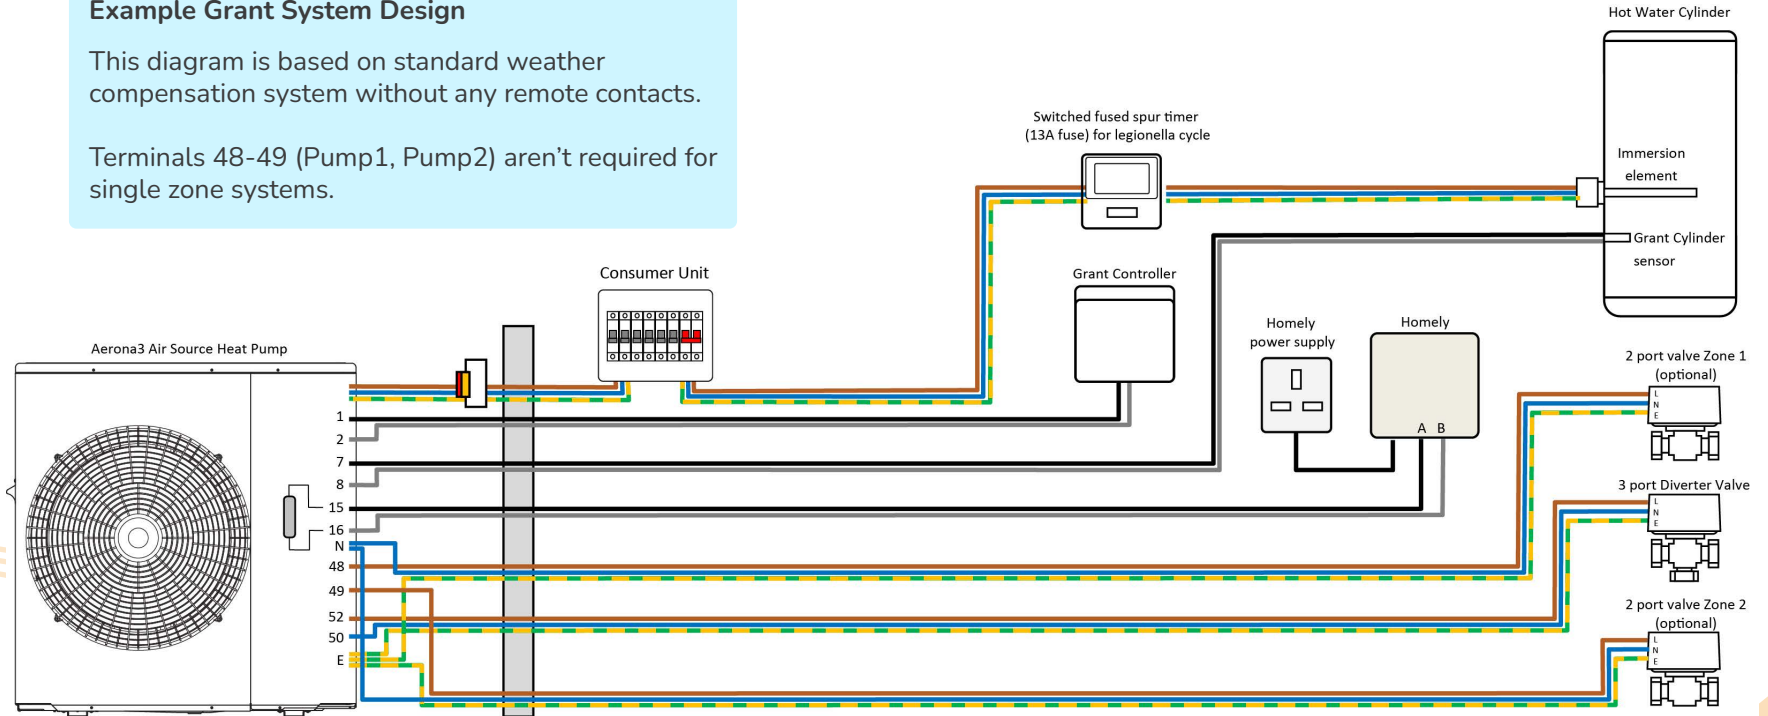 Example Grant System Design
This diagram is based on standard weather
compensation system without any remote contacts.
Terminals 48-49 (Pump1, Pump2) aren’t required for
single zone systems.
Hot Water Cylinder
Switched fused spur timer
(13A fuse) for legionella cycle
Immersion
element
Grant Cylinder
sensor
Consumer Unit
Grant Controller
Homely
power supply
Homely
A B
Aerona3 Air Source Heat Pump
1
2
7
8
15
16
N
48
49
52
50
E
2 port valve Zone 1
(optional)
L
N
E
3 port Diverter Valve
L
N
E
2 port valve Zone 2
(optional)
L
N
E